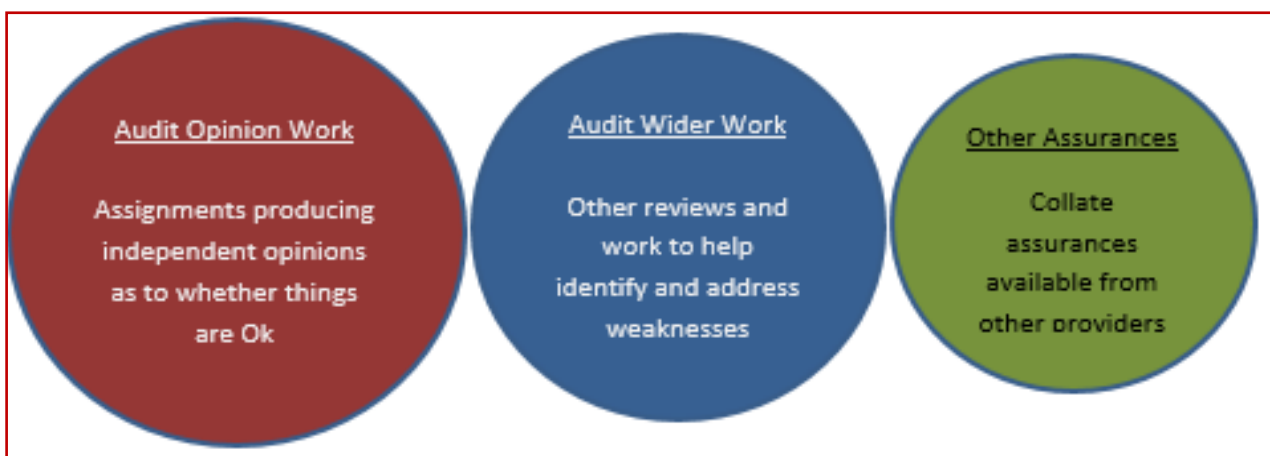 Audit Opinion Work
Assignments producing
independent opinions
as to whether things
are Ok
Audit Wider Work
Other reviews and
work to help
identify and address
weaknesses
Other Assurances
Collate
assurances
available from
other providers